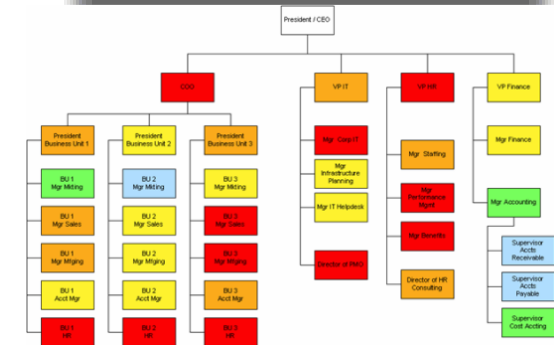 President / CEO
COO
VP IT
VP HR
VP Finance
President
Business Unit 1
President
Business Unit 2
President
Business Unit 3
Mgr Corp IT
Mgr Staffing
Mgr Finance
Mgr
Infrastructure
Planning
BU 1
Mgr Mkting
BU 2
Mgr Mkting
BU 3
Mgr Mkting
Mgr IT Helpdesk
Mgr
Performance
Mgmt
Mgr Accounting
BU 1
Mgr Sales
BU 2
Mgr Sales
BU 3
Mgr Sales
Mgr Benefits
Supervisor
Accts
Receivable
BU 1
Mgr Mfging
BU 2
Mgr Mfging
BU 3
Mgr Mfging
Director of PMO
Director of HR
Consulting
Supervisor
Accts
Payable
BU 1
Acct Mgr
BU 2
Acct Mgr
BU 3
Acct Mgr
Supervisor
Cost Accting
BU 1
HR
BU 2
HR
BU 3
HR